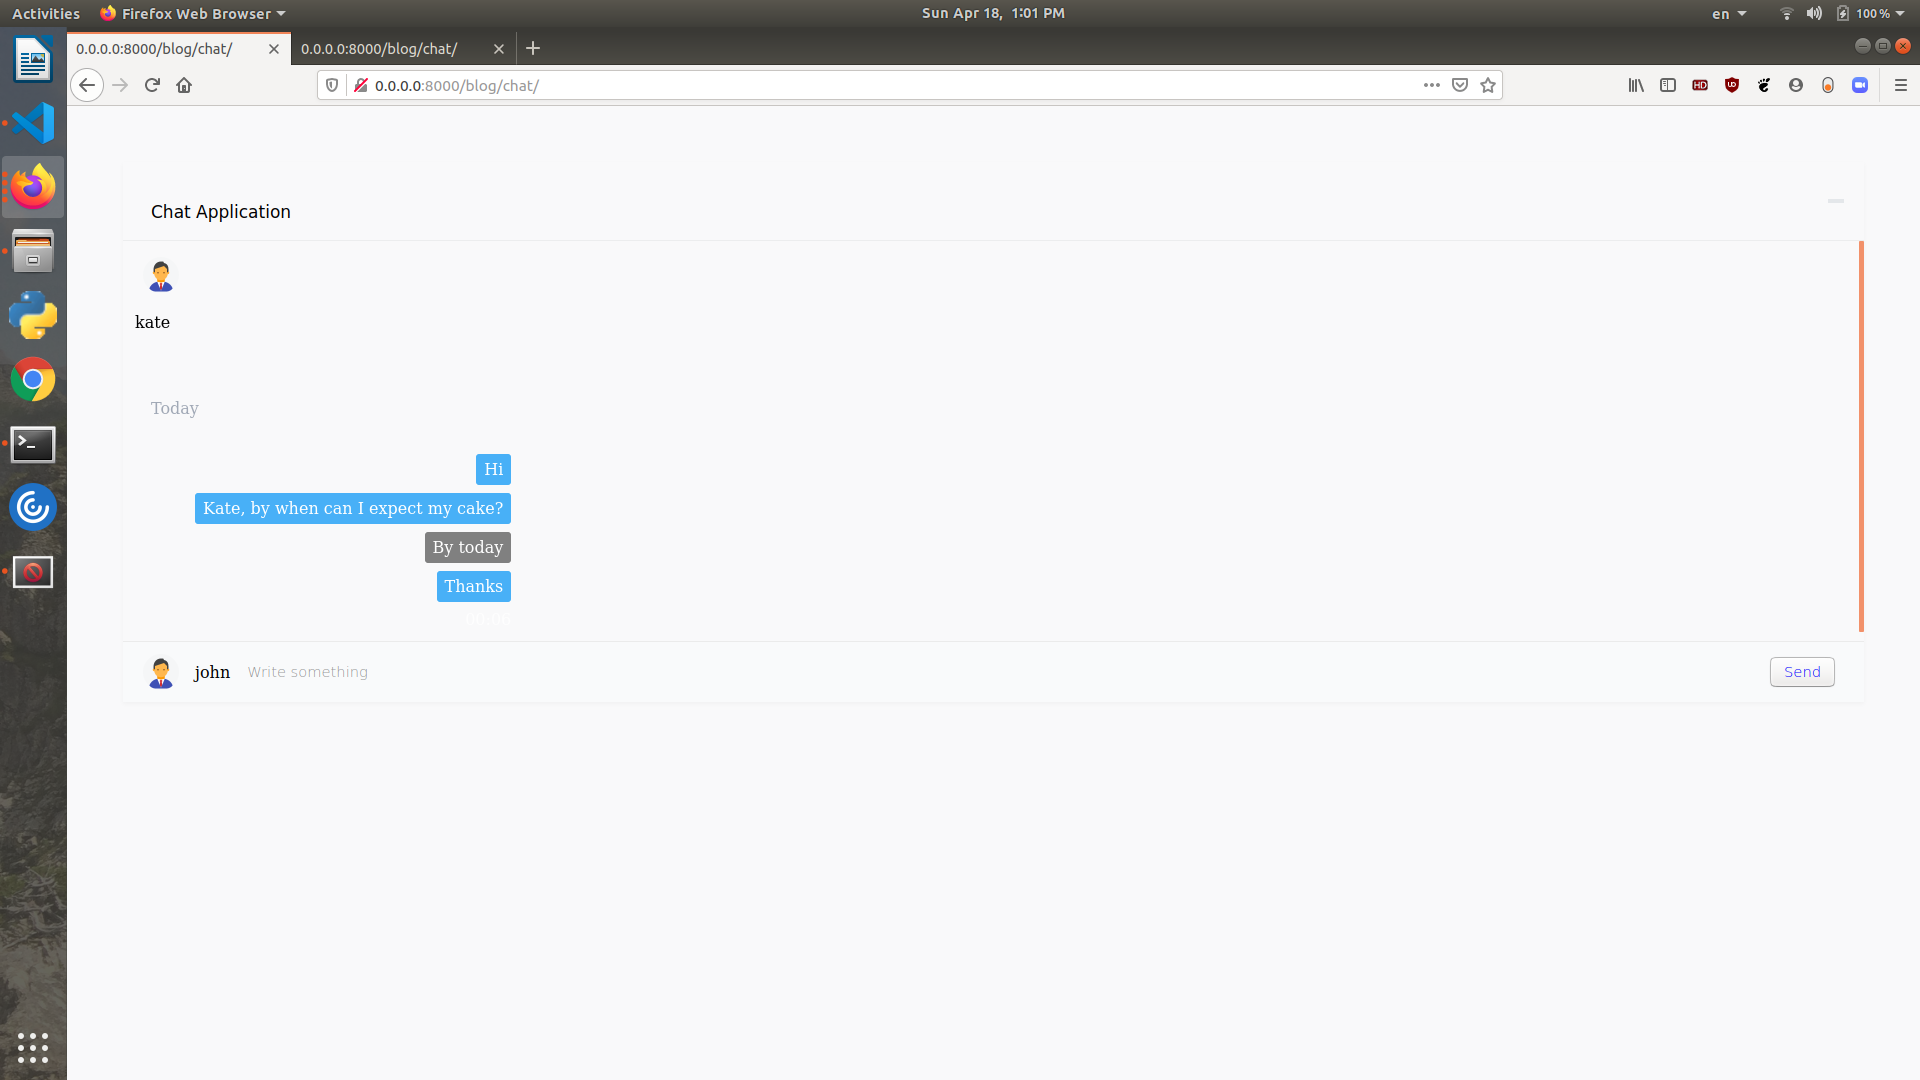 Activities Firefox Web Browser Sun Apr 18, 1:01 PM en 100%
0.0.0.0:8000/blog/chat/ 0.0.0.0:8000/blog/chat/
0.0.0.0:8000/blog/chat/ HD
Chat Application
kate
Today
Hi
Kate, by when can I expect my cake?
By today
Thanks
john Write something Send